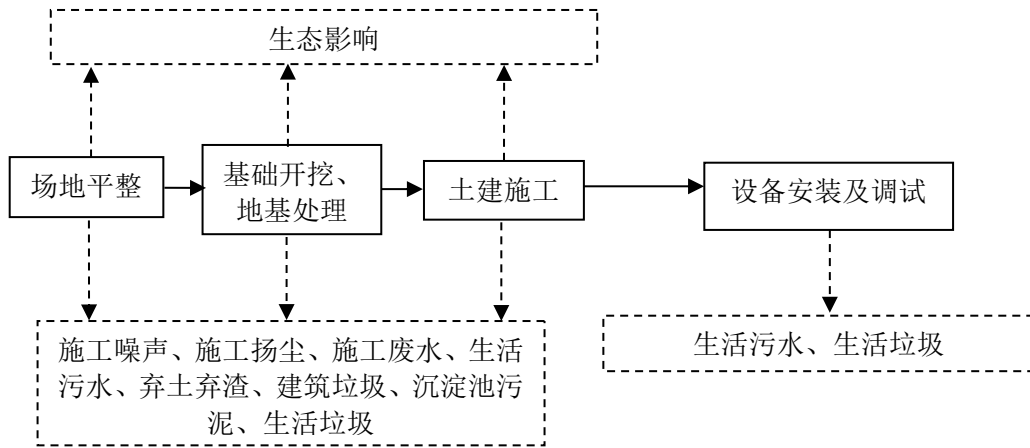 生态影响
场地平整
基础开挖、
地基处理
土建施工
设备安装及调试
施工噪声、施工扬尘、施工废水、生活
污水、弃土弃渣、建筑垃圾、沉淀池污
泥、生活垃圾
生活污水、生活垃圾